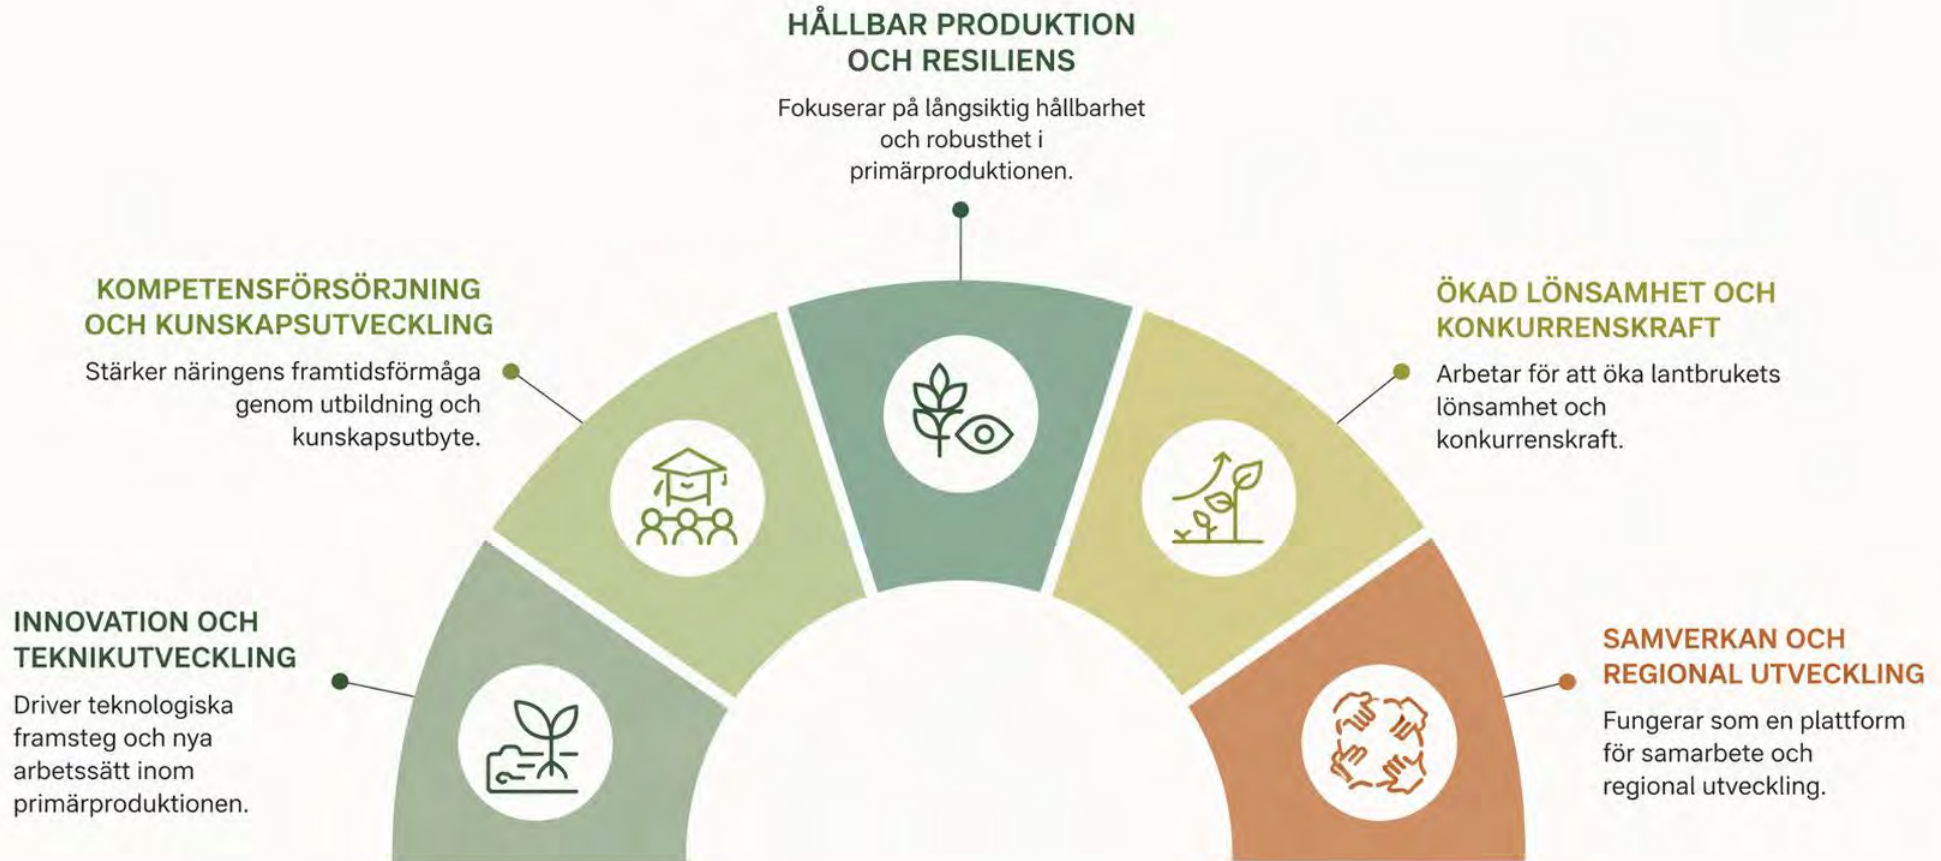 HÅLLBAR PRODUKTION
OCH RESILIENS
Fokuserar på långsiktig hållbarhet
och robusthet i
primärproduktionen.
KOMPETENSFÖRSÖRJNING
OCH KUNSKAPSUTVECKLING
Stärker näringens framtidsförmåga
genom utbildning och
kunskapsutbyte.
ÖKAD LÖNSAMHET OCH
KONKURRENSKRAFT
Arbetar för att öka lantbrukets
lönsamhet och
konkurrenskraft.
INNOVATION OCH
TEKNIKUTVECKLING
Driver teknologiska
framsteg och nya
arbetssätt inom
primärproduktionen.
SAMVERKAN OCH
REGIONAL UTVECKLING
Fungerar som en plattform
för samarbete och
regional utveckling.